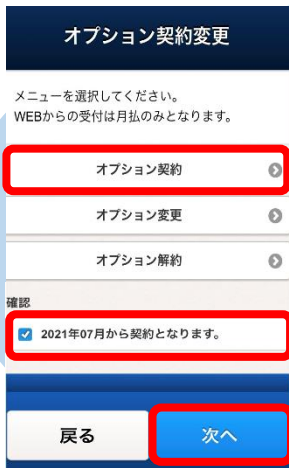 オプション契約変更
メニューを選択してください。
WEBからの受付は月払のみとなります。
オプション契約
オプション変更
オプション解約
確認
2021年07月から契約となります。
戻る
次へ